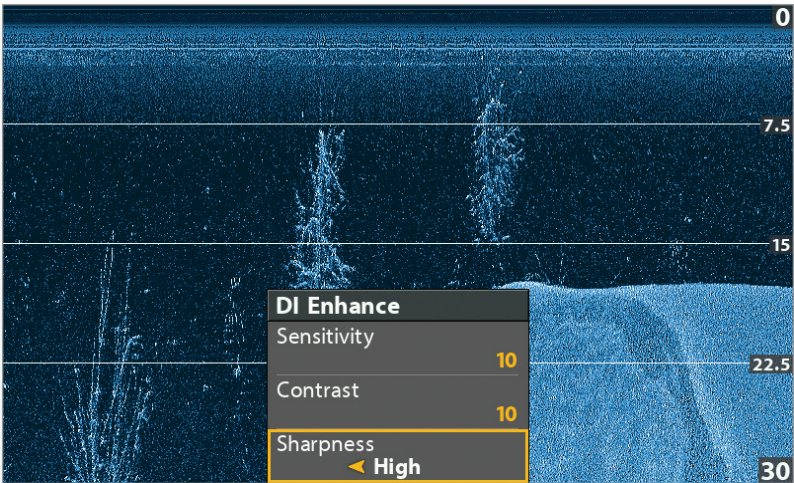 0
7.5
15
DI Enhance
Sensitivity
10
22.5
Contrast
10
Sharpness
High
30